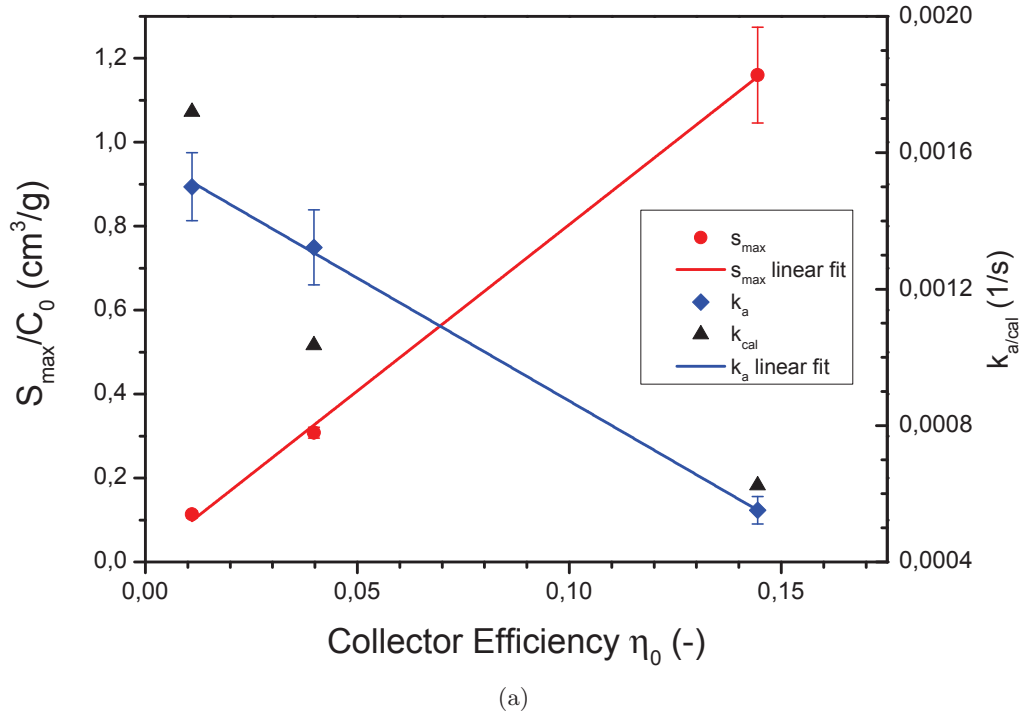 1,2
1,0
0,8
0,6
0,4
0,2
0,0
S_max/C_0 (cm^3/g)
0,0020
0,0016
0,0012
0,0008
0,0004
k_a/cal (1/s)
s_max
s_max linear fit
k_a
k_cal
k_a linear fit
0,00 0,05 0,10 0,15
Collector Efficiency η_0 (-)
(a)